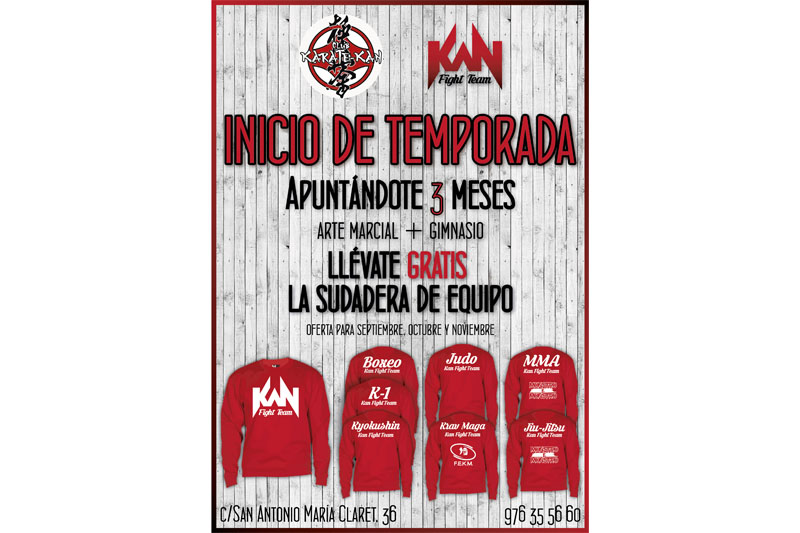 極真会
CLUB
KARATE-KAN
KAN
Fight Team
INICIO DE TEMPORADA
APUNTÁNDOTE 3 MESES
ARTE MARCIAL + GIMNASIO
LLÉVATE GRATIS
LA SUDADERA DE EQUIPO
OFERTA PARA SEPTIEMBRE, OCTUBRE Y NOVIEMBRE
KAN
Fight Team
Boxeo
Kan Fight Team
R-1
Kan Fight Team
Kyokushin
Kan Fight Team
Judo
Kan Fight Team
Krav Maga
Kan Fight Team
F.E.K.M.
MMA
Kan Fight Team
Jiu-Jitsu
Kan Fight Team
C/SAN ANTONIO MARÍA CLARET, 36
976 35 56 60